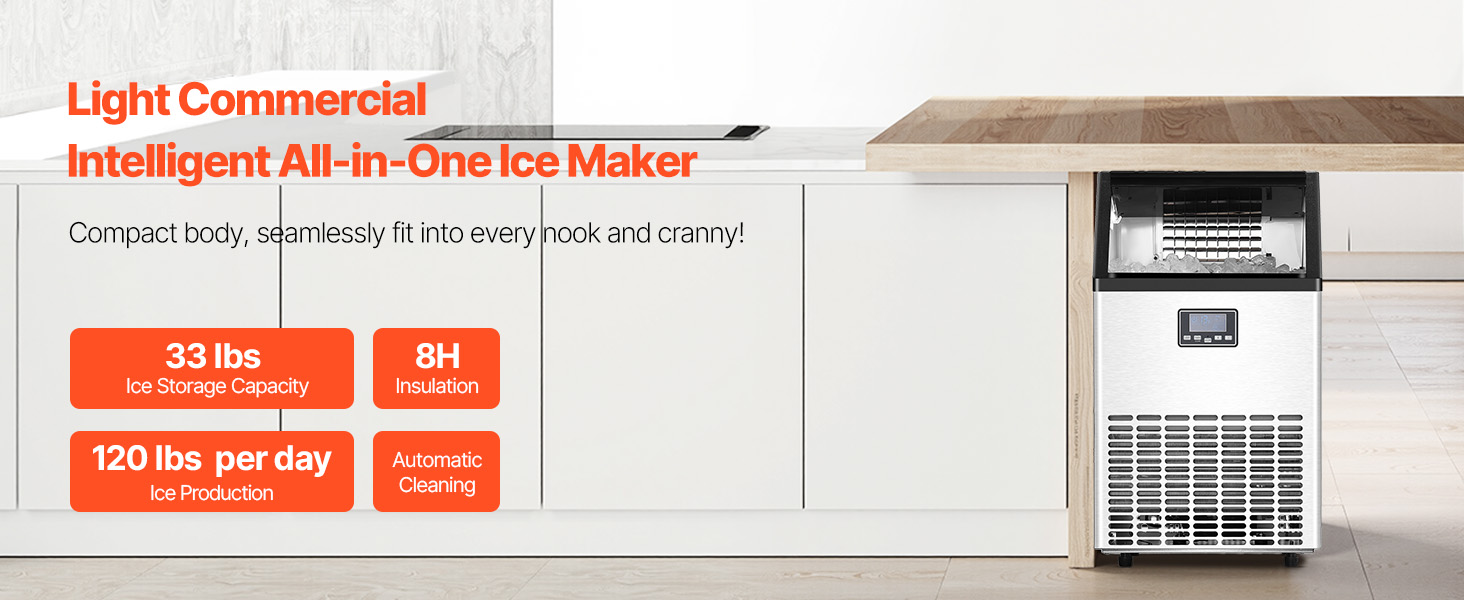 Light Commercial
Intelligent All-in-One Ice Maker
Compact body, seamlessly fit into every nook and cranny!
33 lbs
Ice Storage Capacity
8H
Insulation
120 lbs per day
Ice Production
Automatic
Cleaning